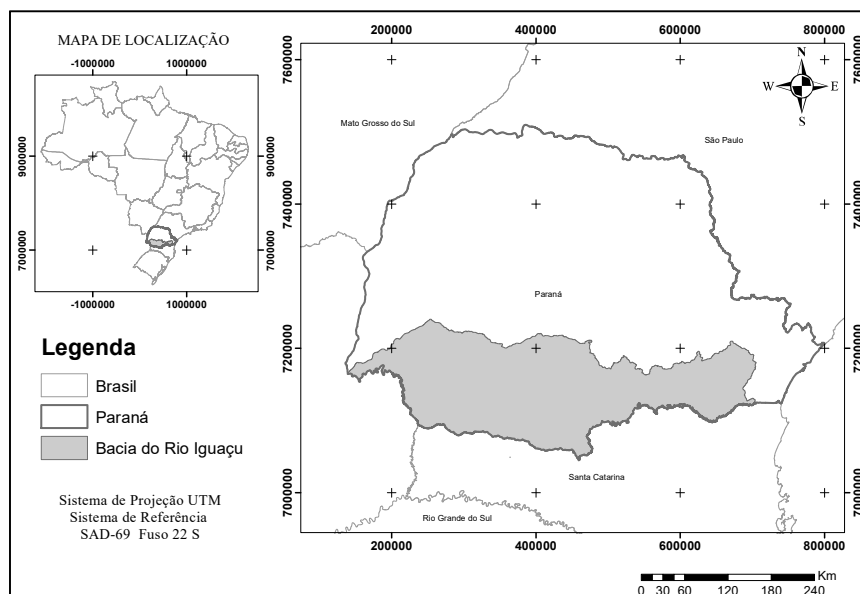 MAPA DE LOCALIZAÇÃO
-1000000 1000000
9000000 9000000
7000000 7000000
-1000000 1000000
Legenda
Brasil
Paraná
Bacia do Rio Iguaçu
Sistema de Projeção UTM
Sistema de Referência
SAD-69 Fuso 22 S
200000 400000 600000 800000
7600000 7600000
N
W E
S
Mato Grosso do Sul
São Paulo
7400000 7400000
Paraná
7200000 7200000
Santa Catarina
7000000 7000000
Rio Grande do Sul
200000 400000 600000 800000
Km
0 30 60 120 180 240